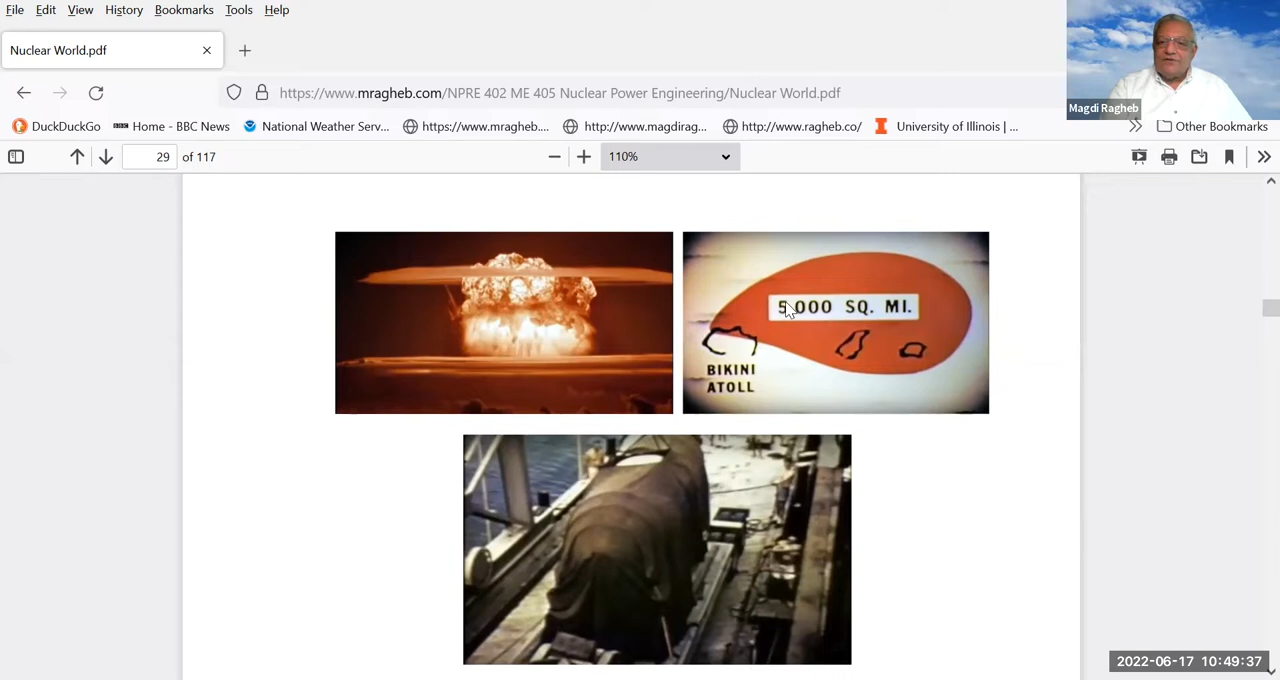 File Edit View History Bookmarks Tools Help
Nuclear World.pdf
https://www.mragheb.com/NPRE 402 ME 405 Nuclear Power Engineering/Nuclear World.pdf
Magdi Ragheb
DuckDuckGo Home - BBC News National Weather Serv... https://www.mragheb.... http://www.magdirag... http://www.ragheb.co/ University of Illinois | ... Other Bookmarks
29 of 117 110%
5,000 SQ. MI.
BIKINI
ATOLL
2022-06-17 10:49:37